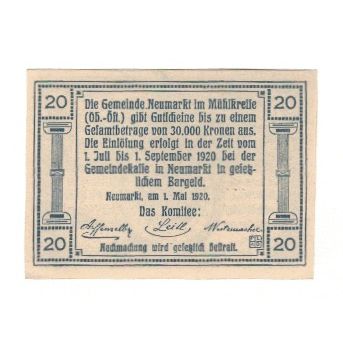 20 20
Die Gemeinde Neumarkt im Mühlkreise
(Ob.-Öst.) gibt Gutscheine bis zu einem
Gesamtbetrage von 30.000 Kronen aus.
Die Einlösung erfolgt in der Zeit vom
1. Juli bis 1. September 1920 bei der
Gemeindekasse in Neumarkt in gesetz-
lichem Bargeld.
Neumarkt, am 1. Mai 1920.
Das Komitee:
20 20
Nachmachung wird gesetzlich bestraft.